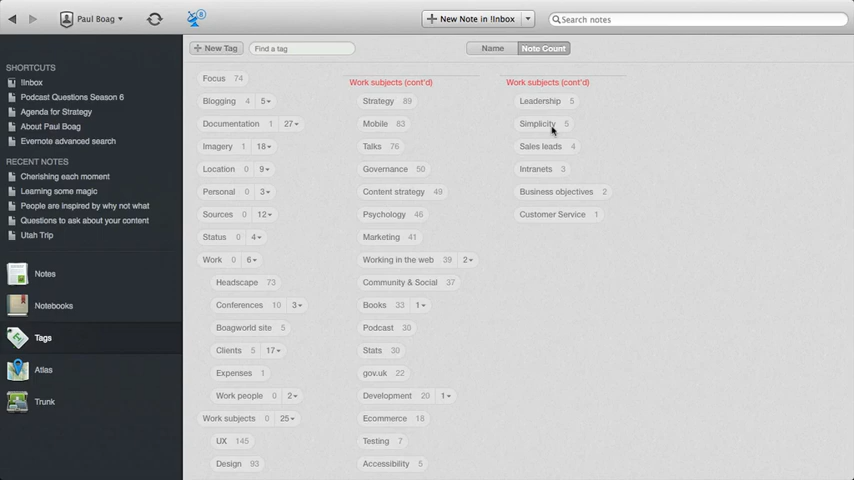 Paul Boag
8
+ New Note in !Inbox
Search notes
+ New Tag
Find a tag
Name
Note Count
SHORTCUTS
!Inbox
Podcast Questions Season 6
Agenda for Strategy
About Paul Boag
Evernote advanced search
RECENT NOTES
Cherishing each moment
Learning some magic
People are inspired by why not what
Questions to ask about your content
Utah Trip
Notes
Notebooks
Tags
Atlas
Trunk
Focus 74
Blogging 4 5
Documentation 1 27
Imagery 1 18
Location 0 9
Personal 0 3
Sources 0 12
Status 0 4
Work 0 6
Headscape 73
Conferences 10 3
Boagworld site 5
Clients 5 17
Expenses 1
Work people 0 2
Work subjects 0 25
UX 145
Design 93
Work subjects (cont'd)
Strategy 89
Mobile 83
Talks 76
Governance 50
Content strategy 49
Psychology 46
Marketing 41
Working in the web 39 2
Community & Social 37
Books 33 1
Podcast 30
Stats 30
gov.uk 22
Development 20 1
Ecommerce 18
Testing 7
Accessibility 5
Work subjects (cont'd)
Leadership 5
Simplicity 5
Sales leads 4
Intranets 3
Business objectives 2
Customer Service 1